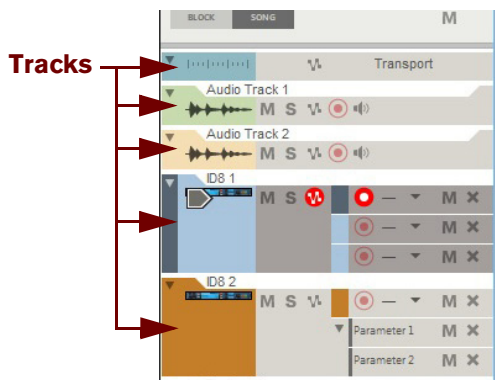 BLOCK SONG M
Tracks
Transport
Audio Track 1
M S
Audio Track 2
M S
ID8 1
M S M
M
M
ID8 2
M S M
Parameter 1 M
Parameter 2 M